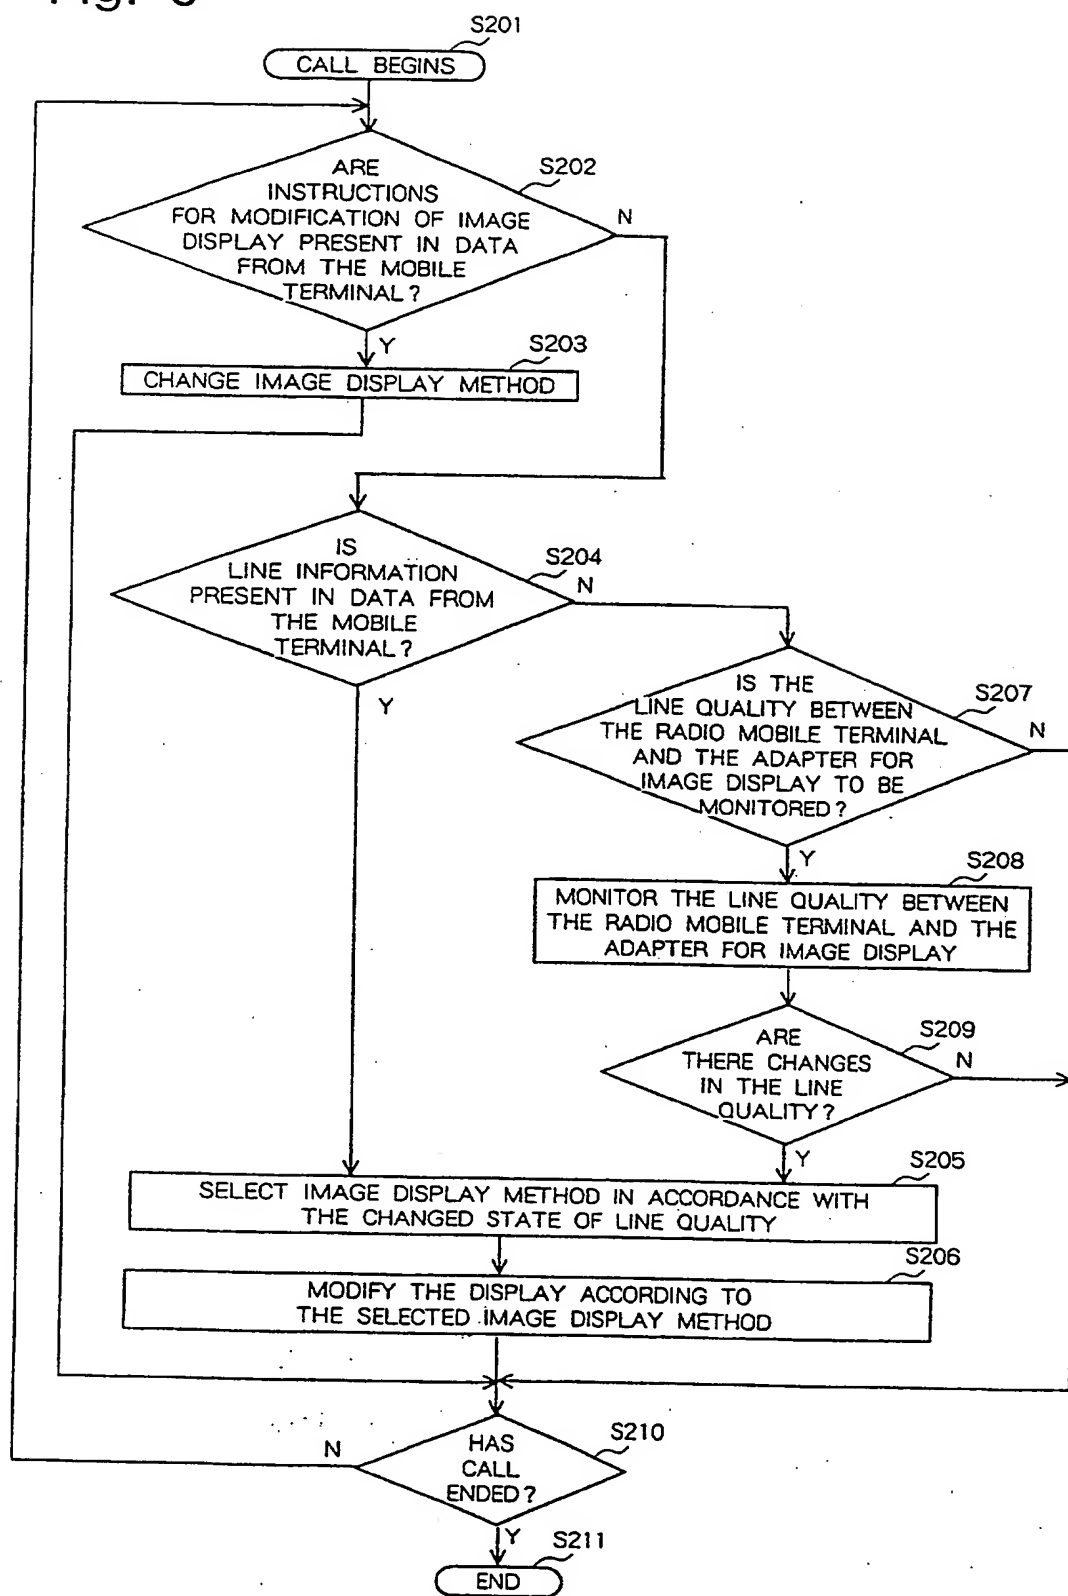 S201
CALL BEGINS
S202
ARE
INSTRUCTIONS
FOR MODIFICATION OF IMAGE
DISPLAY PRESENT IN DATA
FROM THE MOBILE
TERMINAL?
N
Y
S203
CHANGE IMAGE DISPLAY METHOD
S204
IS
LINE INFORMATION
PRESENT IN DATA FROM
THE MOBILE
TERMINAL?
N
Y
S207
IS THE
LINE QUALITY BETWEEN
THE RADIO MOBILE TERMINAL
AND THE ADAPTER FOR
IMAGE DISPLAY TO BE
MONITORED?
N
Y
S208
MONITOR THE LINE QUALITY BETWEEN
THE RADIO MOBILE TERMINAL AND THE
ADAPTER FOR IMAGE DISPLAY
S209
ARE
THERE CHANGES
IN THE LINE
QUALITY?
N
Y
S205
SELECT IMAGE DISPLAY METHOD IN ACCORDANCE WITH
THE CHANGED STATE OF LINE QUALITY
S206
MODIFY THE DISPLAY ACCORDING TO
THE SELECTED IMAGE DISPLAY METHOD
S210
HAS
CALL
ENDED?
N
Y
S211
END